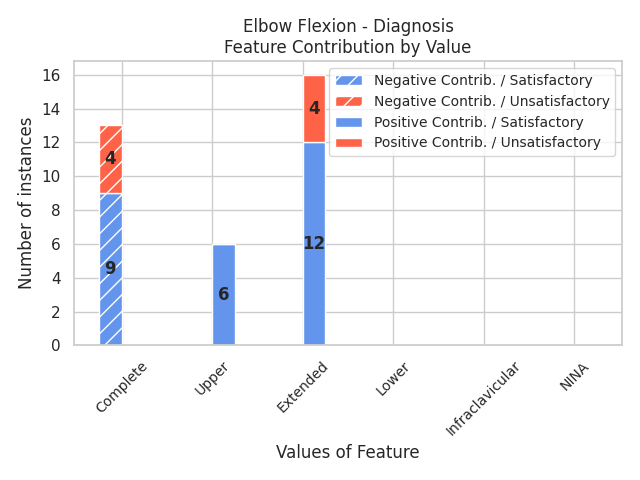 Elbow Flexion - Diagnosis
Feature Contribution by Value
Negative Contrib. / Satisfactory
Negative Contrib. / Unsatisfactory
Positive Contrib. / Satisfactory
Positive Contrib. / Unsatisfactory
Number of instances
16
14
12
10
8
6
4
2
0
4
9
6
4
12
Complete
Upper
Extended
Lower
Infraclavicular
NINA
Values of Feature